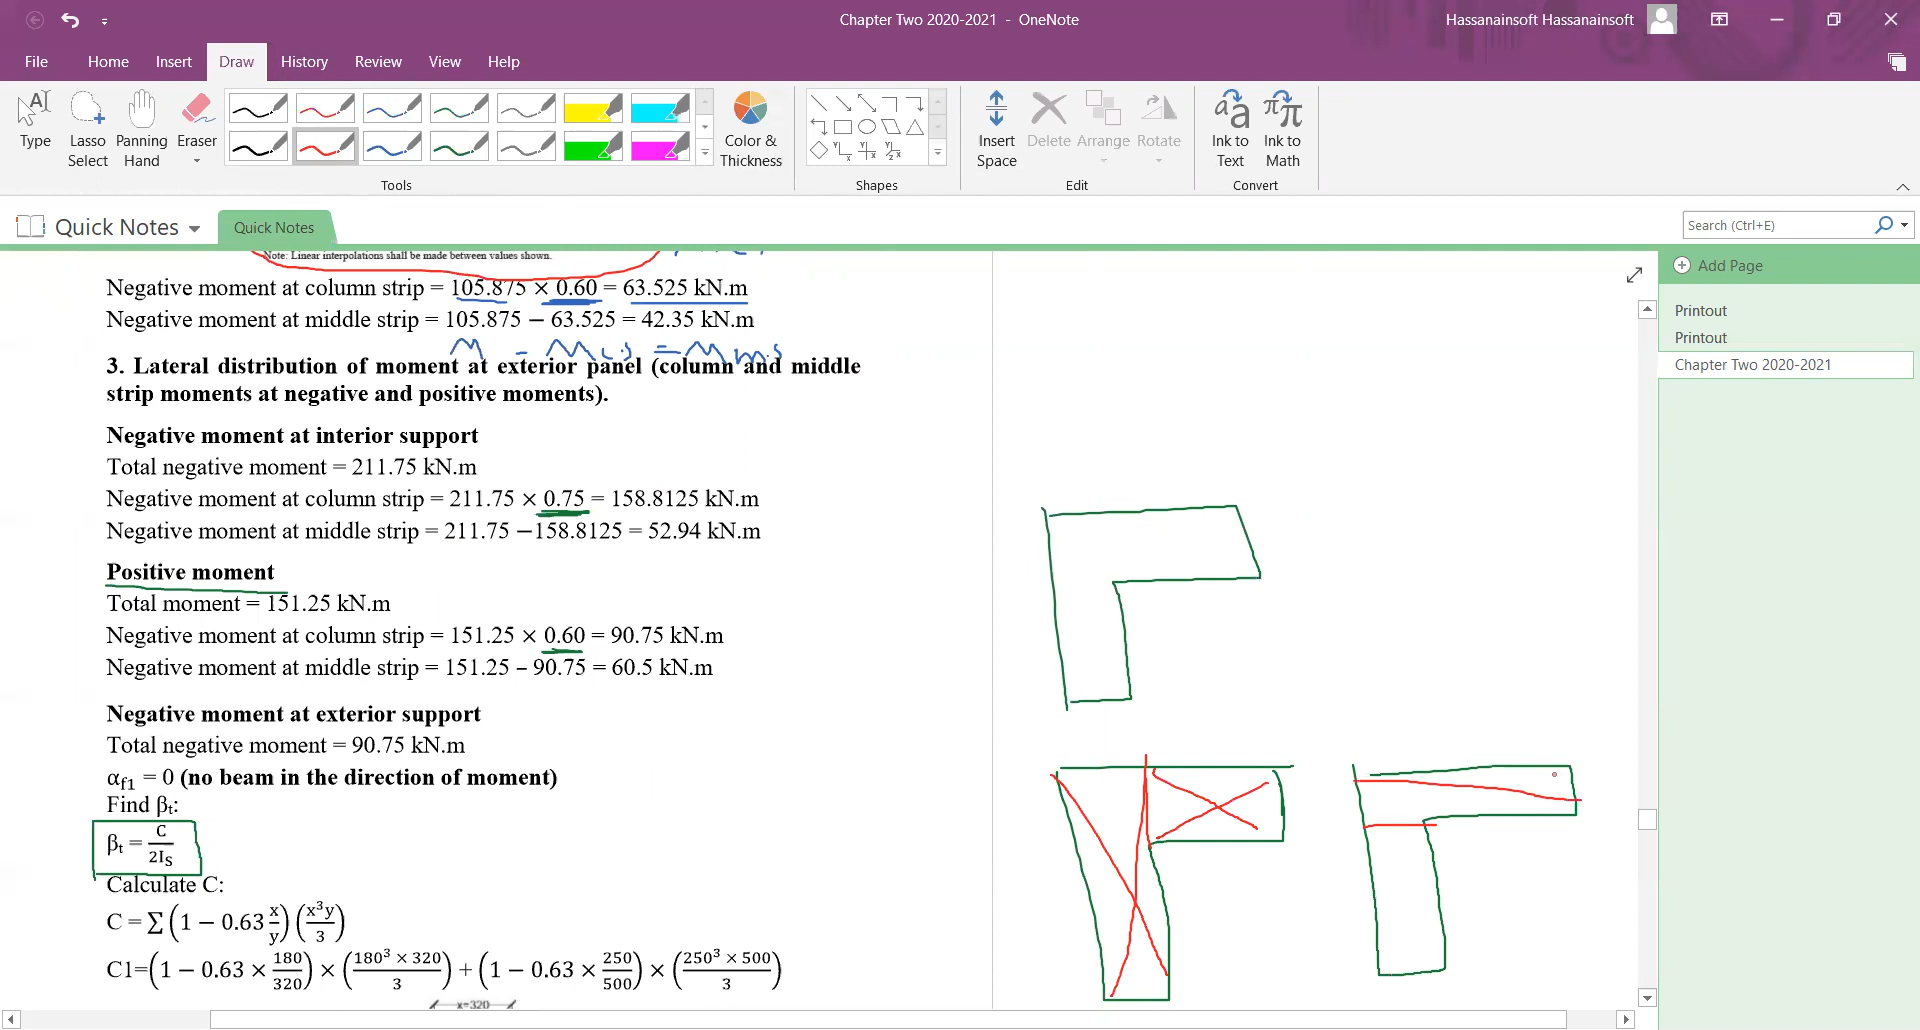 Chapter Two 2020-2021 - OneNote
Hassanainsoft Hassanainsoft
File Home Insert Draw History Review View Help
Type
Lasso Select
Panning Hand
Eraser
Color & Thickness
Insert Space
Delete
Arrange
Rotate
Ink to Text
Ink to Math
Tools
Shapes
Edit
Convert
Quick Notes
Quick Notes
Search (Ctrl+E)
Add Page
Printout
Printout
Chapter Two 2020-2021
Note: Linear interpolations shall be made between values shown.
Negative moment at column strip = 105.875 × 0.60 = 63.525 kN.m
Negative moment at middle strip = 105.875 − 63.525 = 42.35 kN.m
M - Mc.s = Mm.s
3. Lateral distribution of moment at exterior panel (column and middle
strip moments at negative and positive moments).
Negative moment at interior support
Total negative moment = 211.75 kN.m
Negative moment at column strip = 211.75 × 0.75 = 158.8125 kN.m
Negative moment at middle strip = 211.75 −158.8125 = 52.94 kN.m
Positive moment
Total moment = 151.25 kN.m
Negative moment at column strip = 151.25 × 0.60 = 90.75 kN.m
Negative moment at middle strip = 151.25 – 90.75 = 60.5 kN.m
Negative moment at exterior support
Total negative moment = 90.75 kN.m
αf1 = 0 (no beam in the direction of moment)
Find βt:
βt = C/2IS
Calculate C:
C = ∑(1 − 0.63 x/y)(x³y/3)
C1=(1 − 0.63 × 180/320) × (180³ × 320/3) + (1 − 0.63 × 250/500) × (250³ × 500/3)
x=320